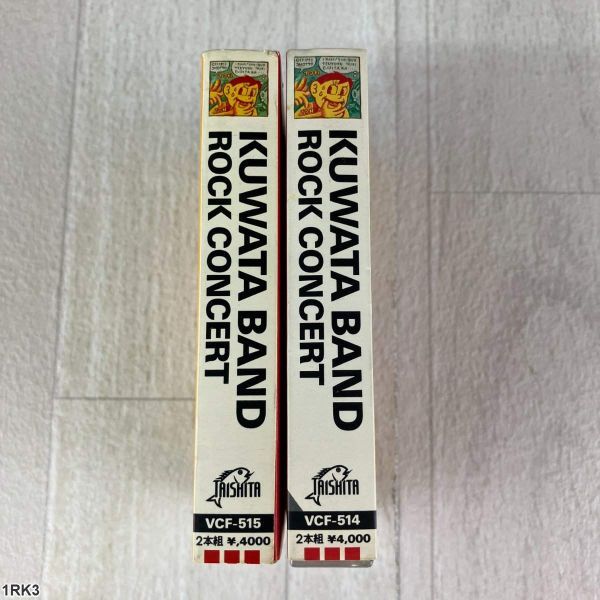 KUWATA BAND
ROCK CONCERT
TAISHITA
VCF-515
2本組 ¥,4000
KUWATA BAND
ROCK CONCERT
TAISHITA
VCF-514
2本組 ¥4,000
1RK3